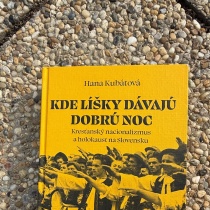 Hana Kubátová
KDE LÍŠKY DÁVAJÚ
DOBRÚ NOC
Kresťanský nacionalizmus
a holokaust na Slovensku